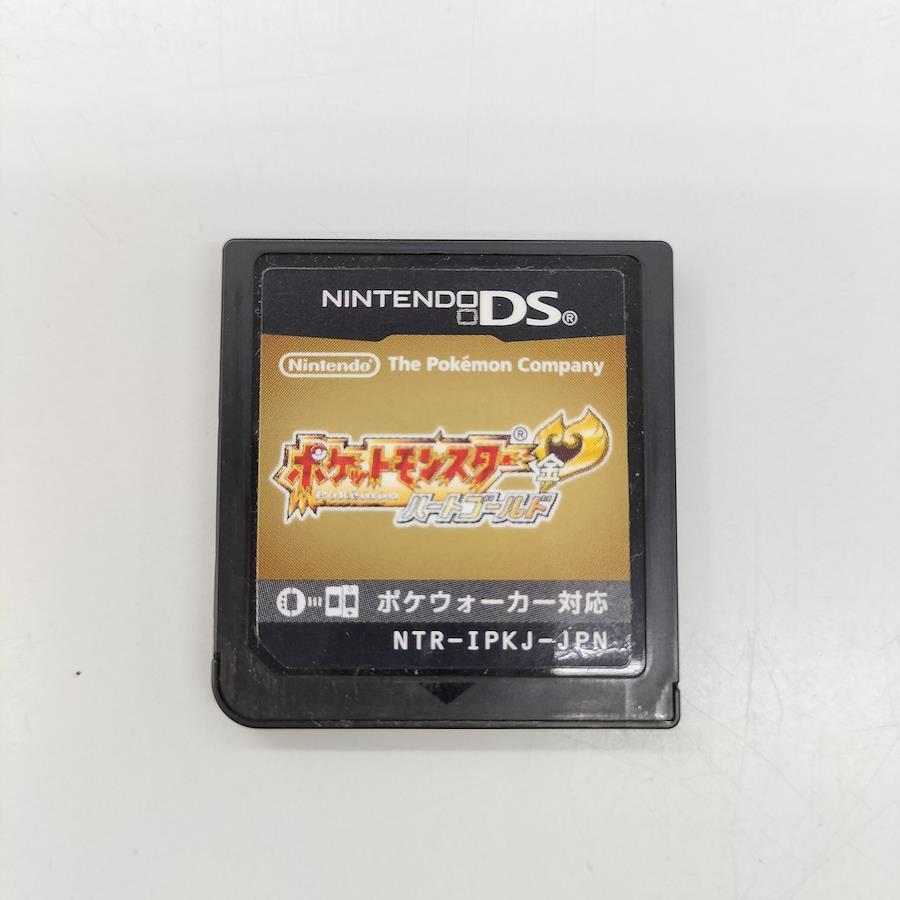 NINTENDO DS®
Nintendo® The Pokémon Company
ポケットモンスター®
金
Pokémon
ハートゴールド
ポケウォーカー対応
NTR-IPKJ-JPN